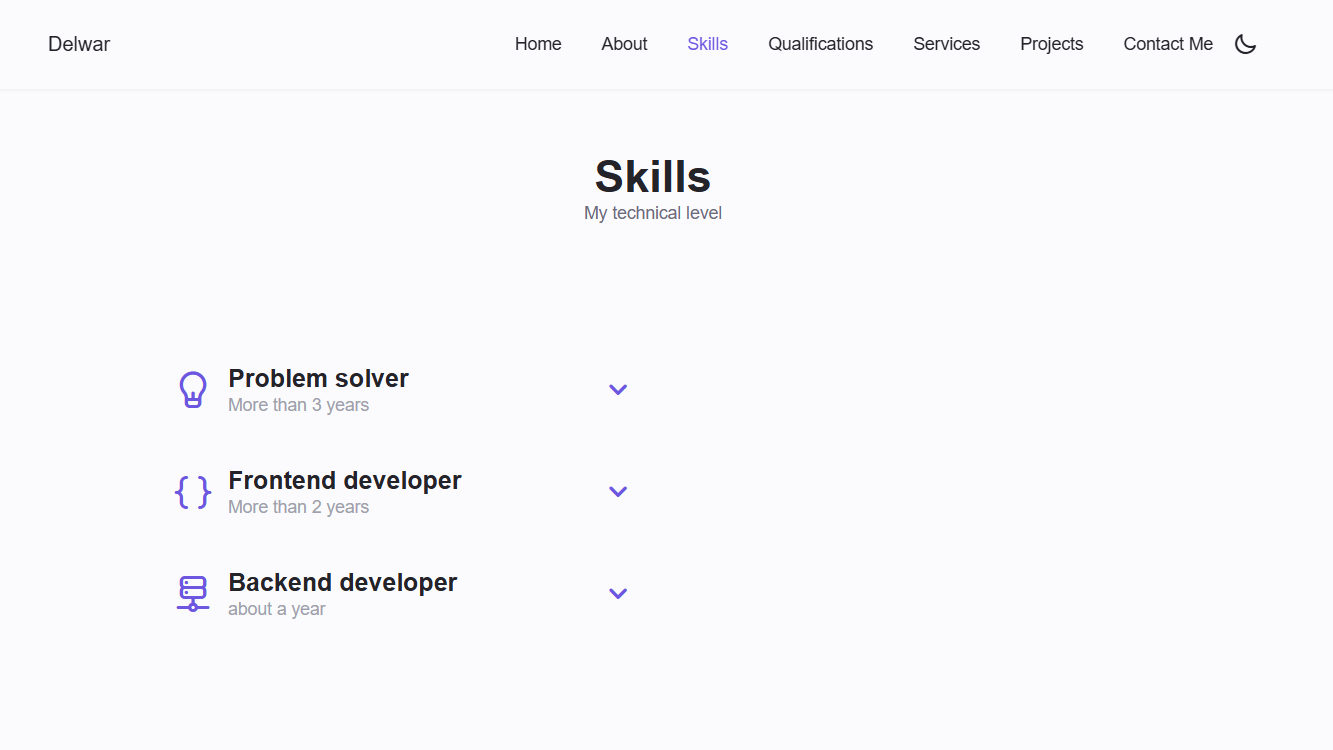 Delwar
Home About Skills Qualifications Services Projects Contact Me
Skills
My technical level
Problem solver
More than 3 years
Frontend developer
More than 2 years
Backend developer
about a year